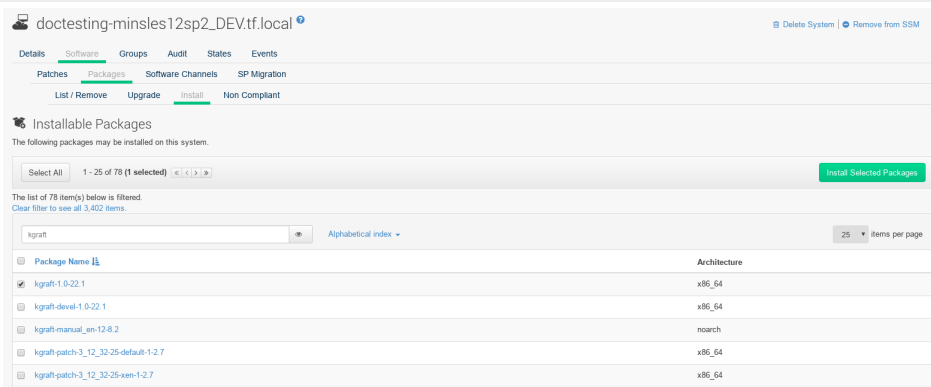 doctesting-minsles12sp2_DEV.tf.local ?
Delete System | Remove from SSM
Details Software Groups Audit States Events
Patches Packages Software Channels SP Migration
List / Remove Upgrade Install Non Compliant
Installable Packages
The following packages may be installed on this system.
Select All 1 - 25 of 78 (1 selected) « < > » Install Selected Packages
The list of 78 item(s) below is filtered.
Clear filter to see all 3,402 items.
kgraft Alphabetical index 25 items per page
Package Name Architecture
kgraft-1.0-22.1 x86_64
kgraft-devel-1.0-22.1 x86_64
kgraft-manual_en-12-8.2 noarch
kgraft-patch-3_12_32-25-default-1-2.7 x86_64
kgraft-patch-3_12_32-25-xen-1-2.7 x86_64